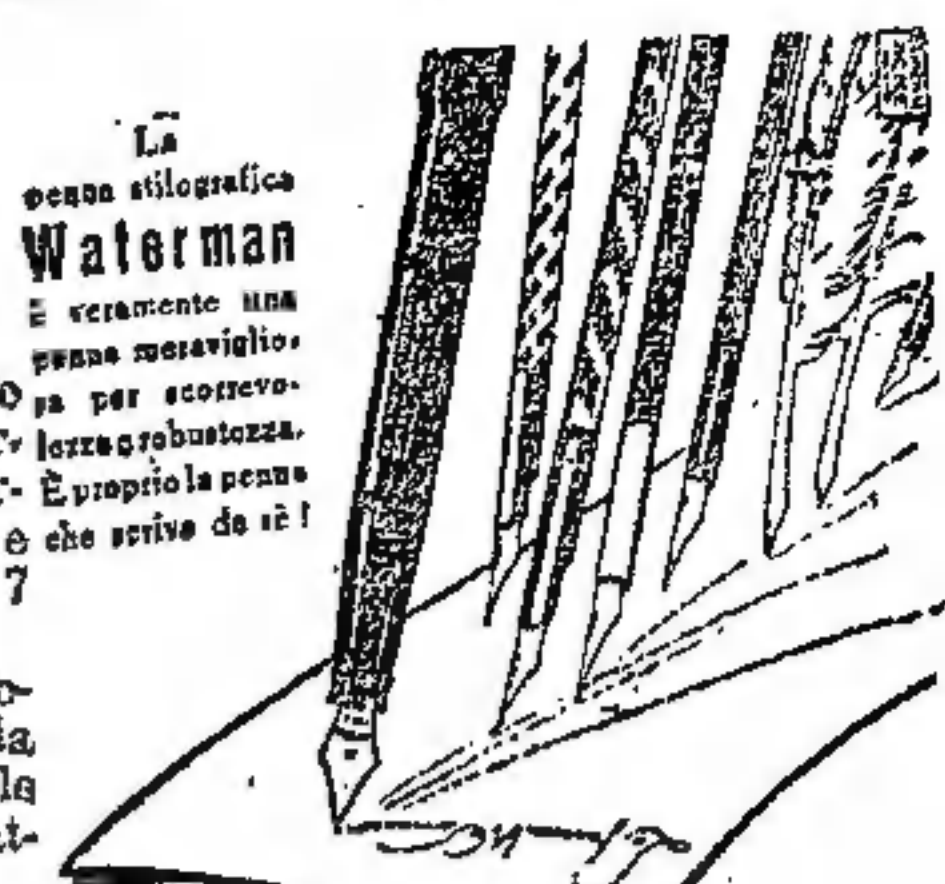 La
penna stilografica
Waterman
È veramente una
penna meraviglio-
sa per scorrevo-
lezza e robustezza.
È proprio la penna
che scrive da sè!
7